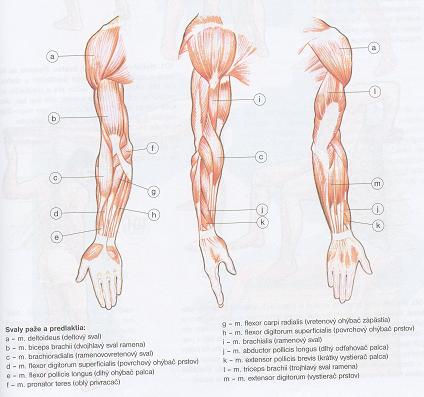 a
b
c
d
e
f
g
h
i
c
j
k
a
l
m
j
k
Svaly paže a predlaktia:
a – m. deltoideus (deltový sval)
b – m. biceps brachii (dvojhlavý sval ramena)
c – m. brachioradialis (ramenovovretenový sval)
d – m. flexor digitorum superficialis (povrchový ohýbač prstov)
e – m. flexor pollicis longus (dlhý ohýbač palca)
f – m. pronator teres (oblý privracač)
g – m. flexor carpi radialis (vretenový ohýbač zápästia)
h – m. flexor digitorum superficialis (povrchový ohýbač prstov)
i – m. brachialis (ramenový sval)
j – m. abductor pollicis longus (dlhý odťahovač palca)
k – m. extensor pollicis brevis (krátky vystierač palca)
l – m. triceps brachii (trojhlavý sval ramena)
m – m. extensor digitorum (vystierač prstov)